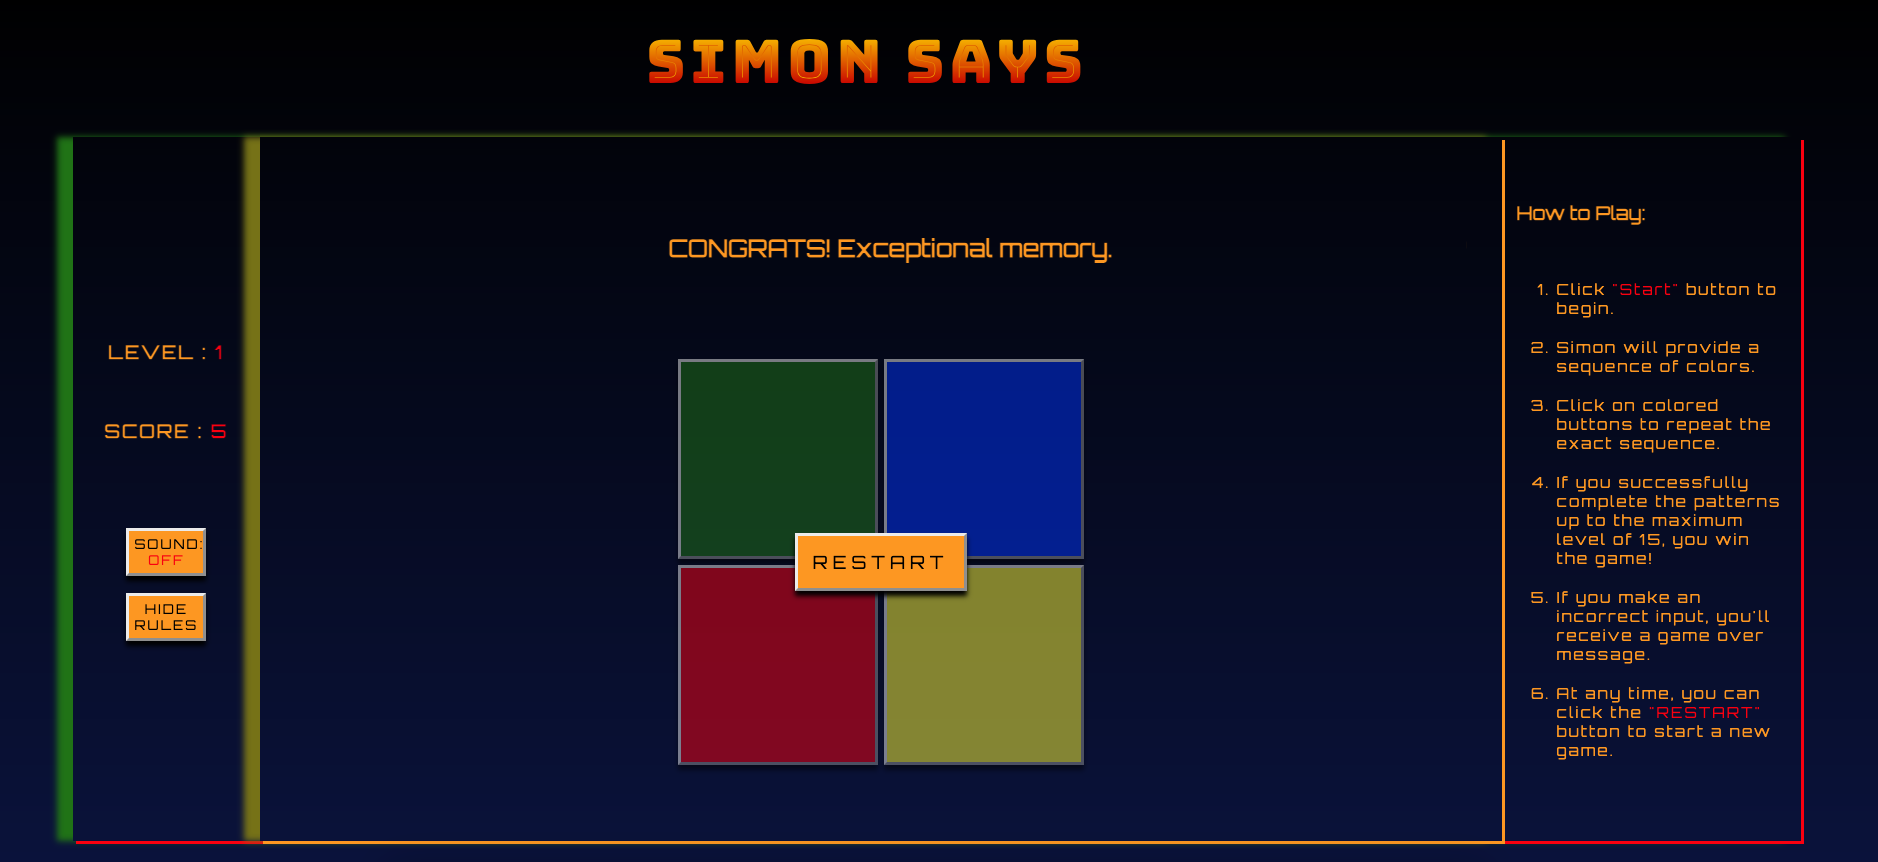 SIMON SAYS
CONGRATS! Exceptional memory.
LEVEL : 1
SCORE : 5
SOUND:
OFF
HIDE
RULES
RESTART
How to Play:
1. Click "Start" button to
begin.
2. Simon will provide a
sequence of colors.
3. Click on colored
buttons to repeat the
exact sequence.
4. If you successfully
complete the patterns
up to the maximum
level of 15, you win
the game!
5. If you make an
incorrect input, you'll
receive a game over
message.
6. At any time, you can
click the "RESTART"
button to start a new
game.